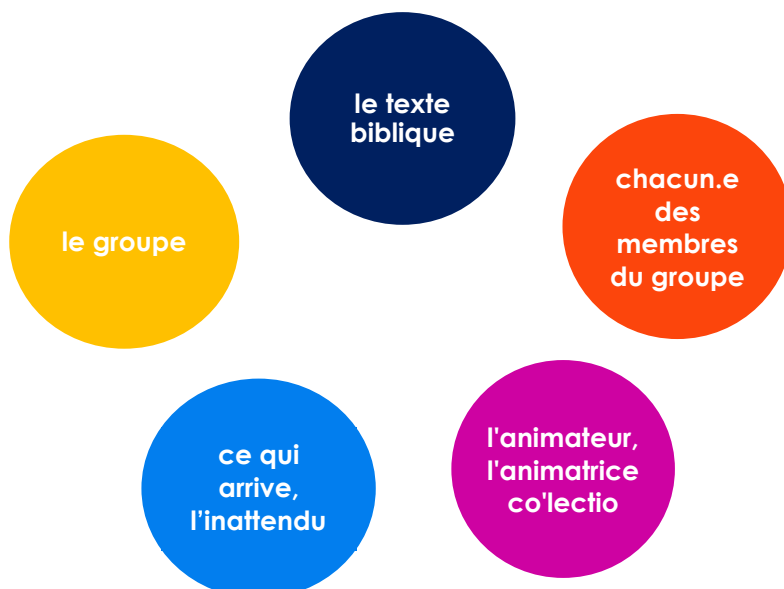 le texte
biblique
chacun.e
des
membres
du groupe
le groupe
l'animateur,
l'animatrice
co'lectio
ce qui
arrive,
l’inattendu